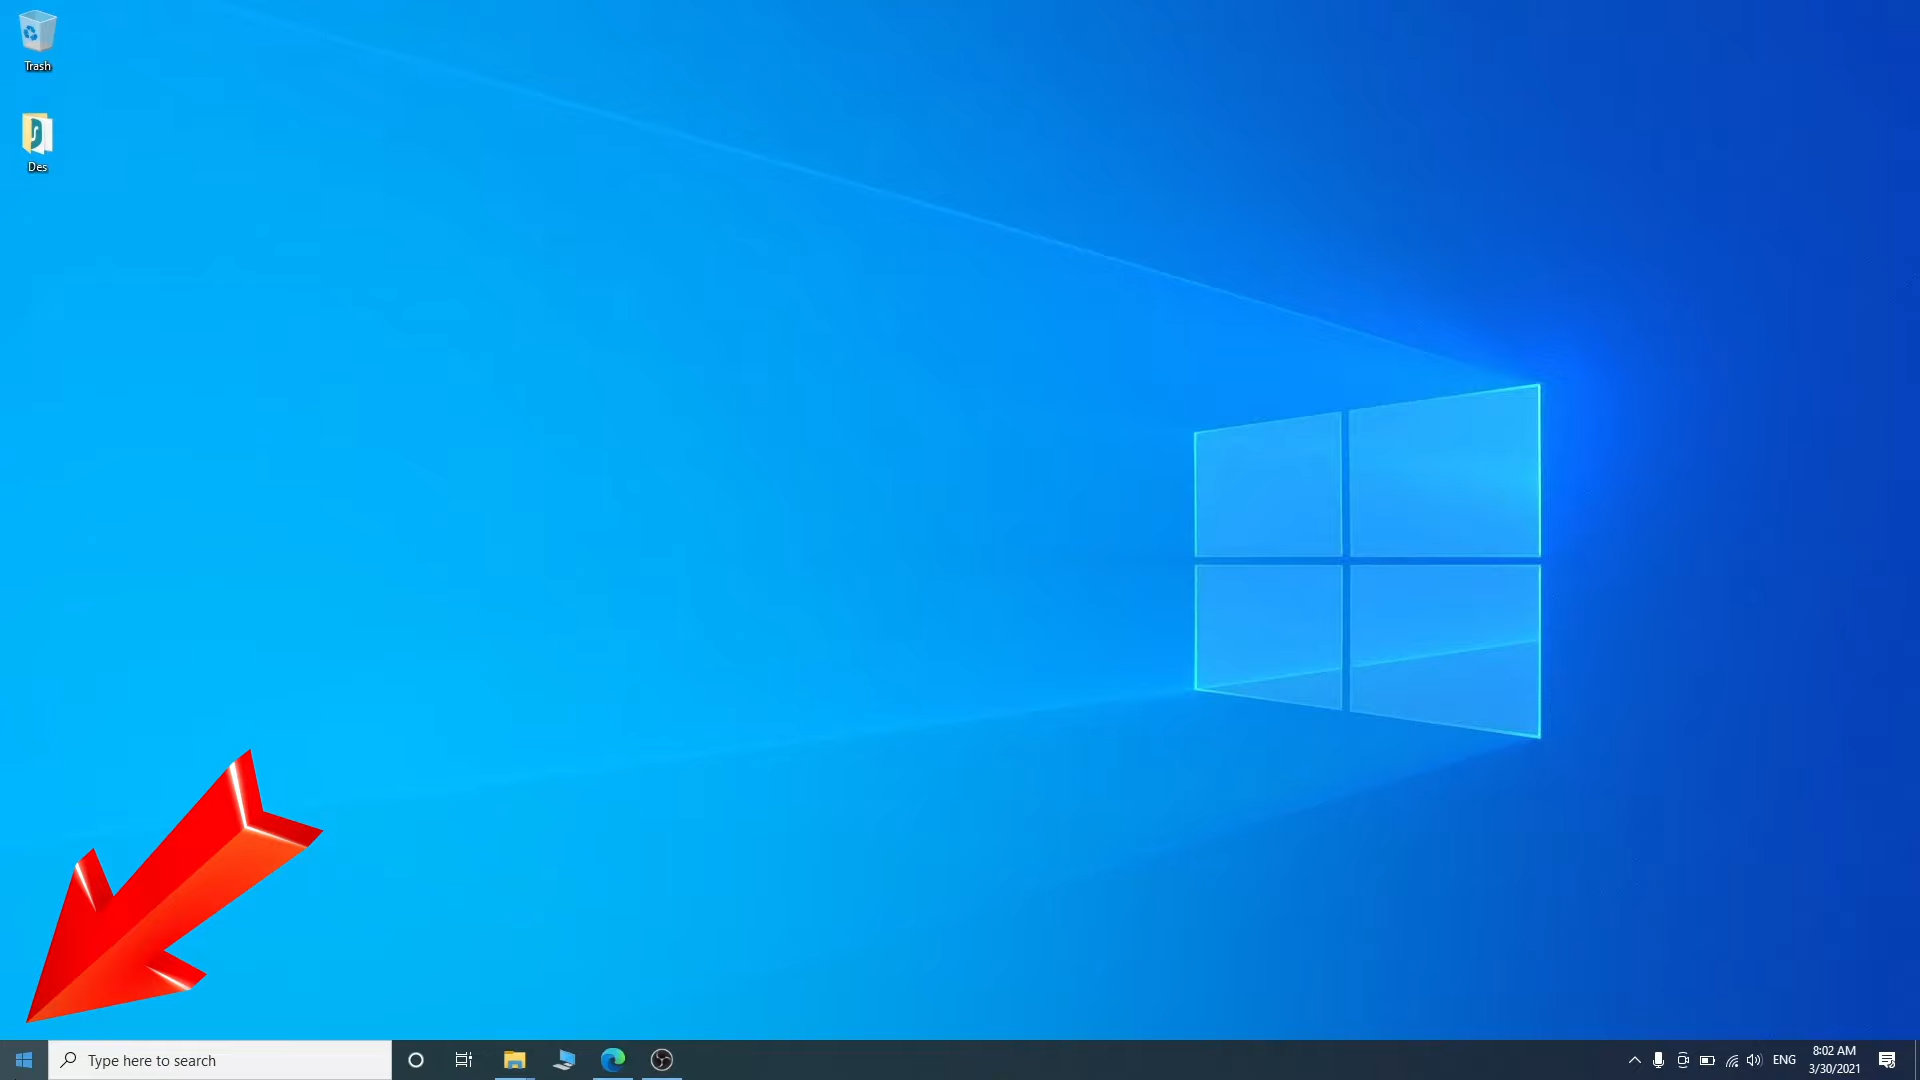 Trash
Des
Type here to search
ENG
8:02 AM
3/30/2021